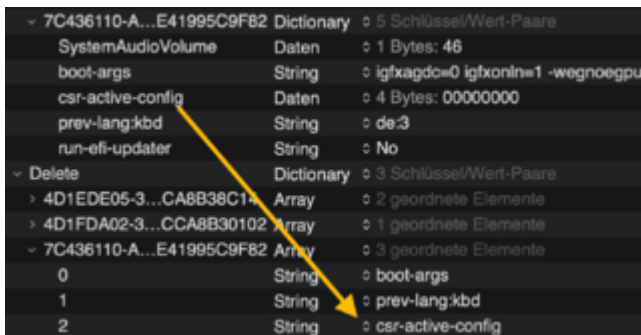 7C436110-A...E41995C9F82 Dictionary 5 Schlüssel/Wert-Paare
SystemAudioVolume Daten 1 Bytes: 46
boot-args String igfxagdc=0 igfxonln=1 -wegnoegpu
csr-active-config Daten 4 Bytes: 00000000
prev-lang:kbd String de:3
run-efi-updater String No
Delete Dictionary 3 Schlüssel/Wert-Paare
4D1EDE05-3...CA8B38C14 Array 2 geordnete Elemente
4D1FDA02-3...CCA8B30102 Array 1 geordnete Elemente
7C436110-A...E41995C9F82 Array 3 geordnete Elemente
0 String boot-args
1 String prev-lang:kbd
2 String csr-active-config